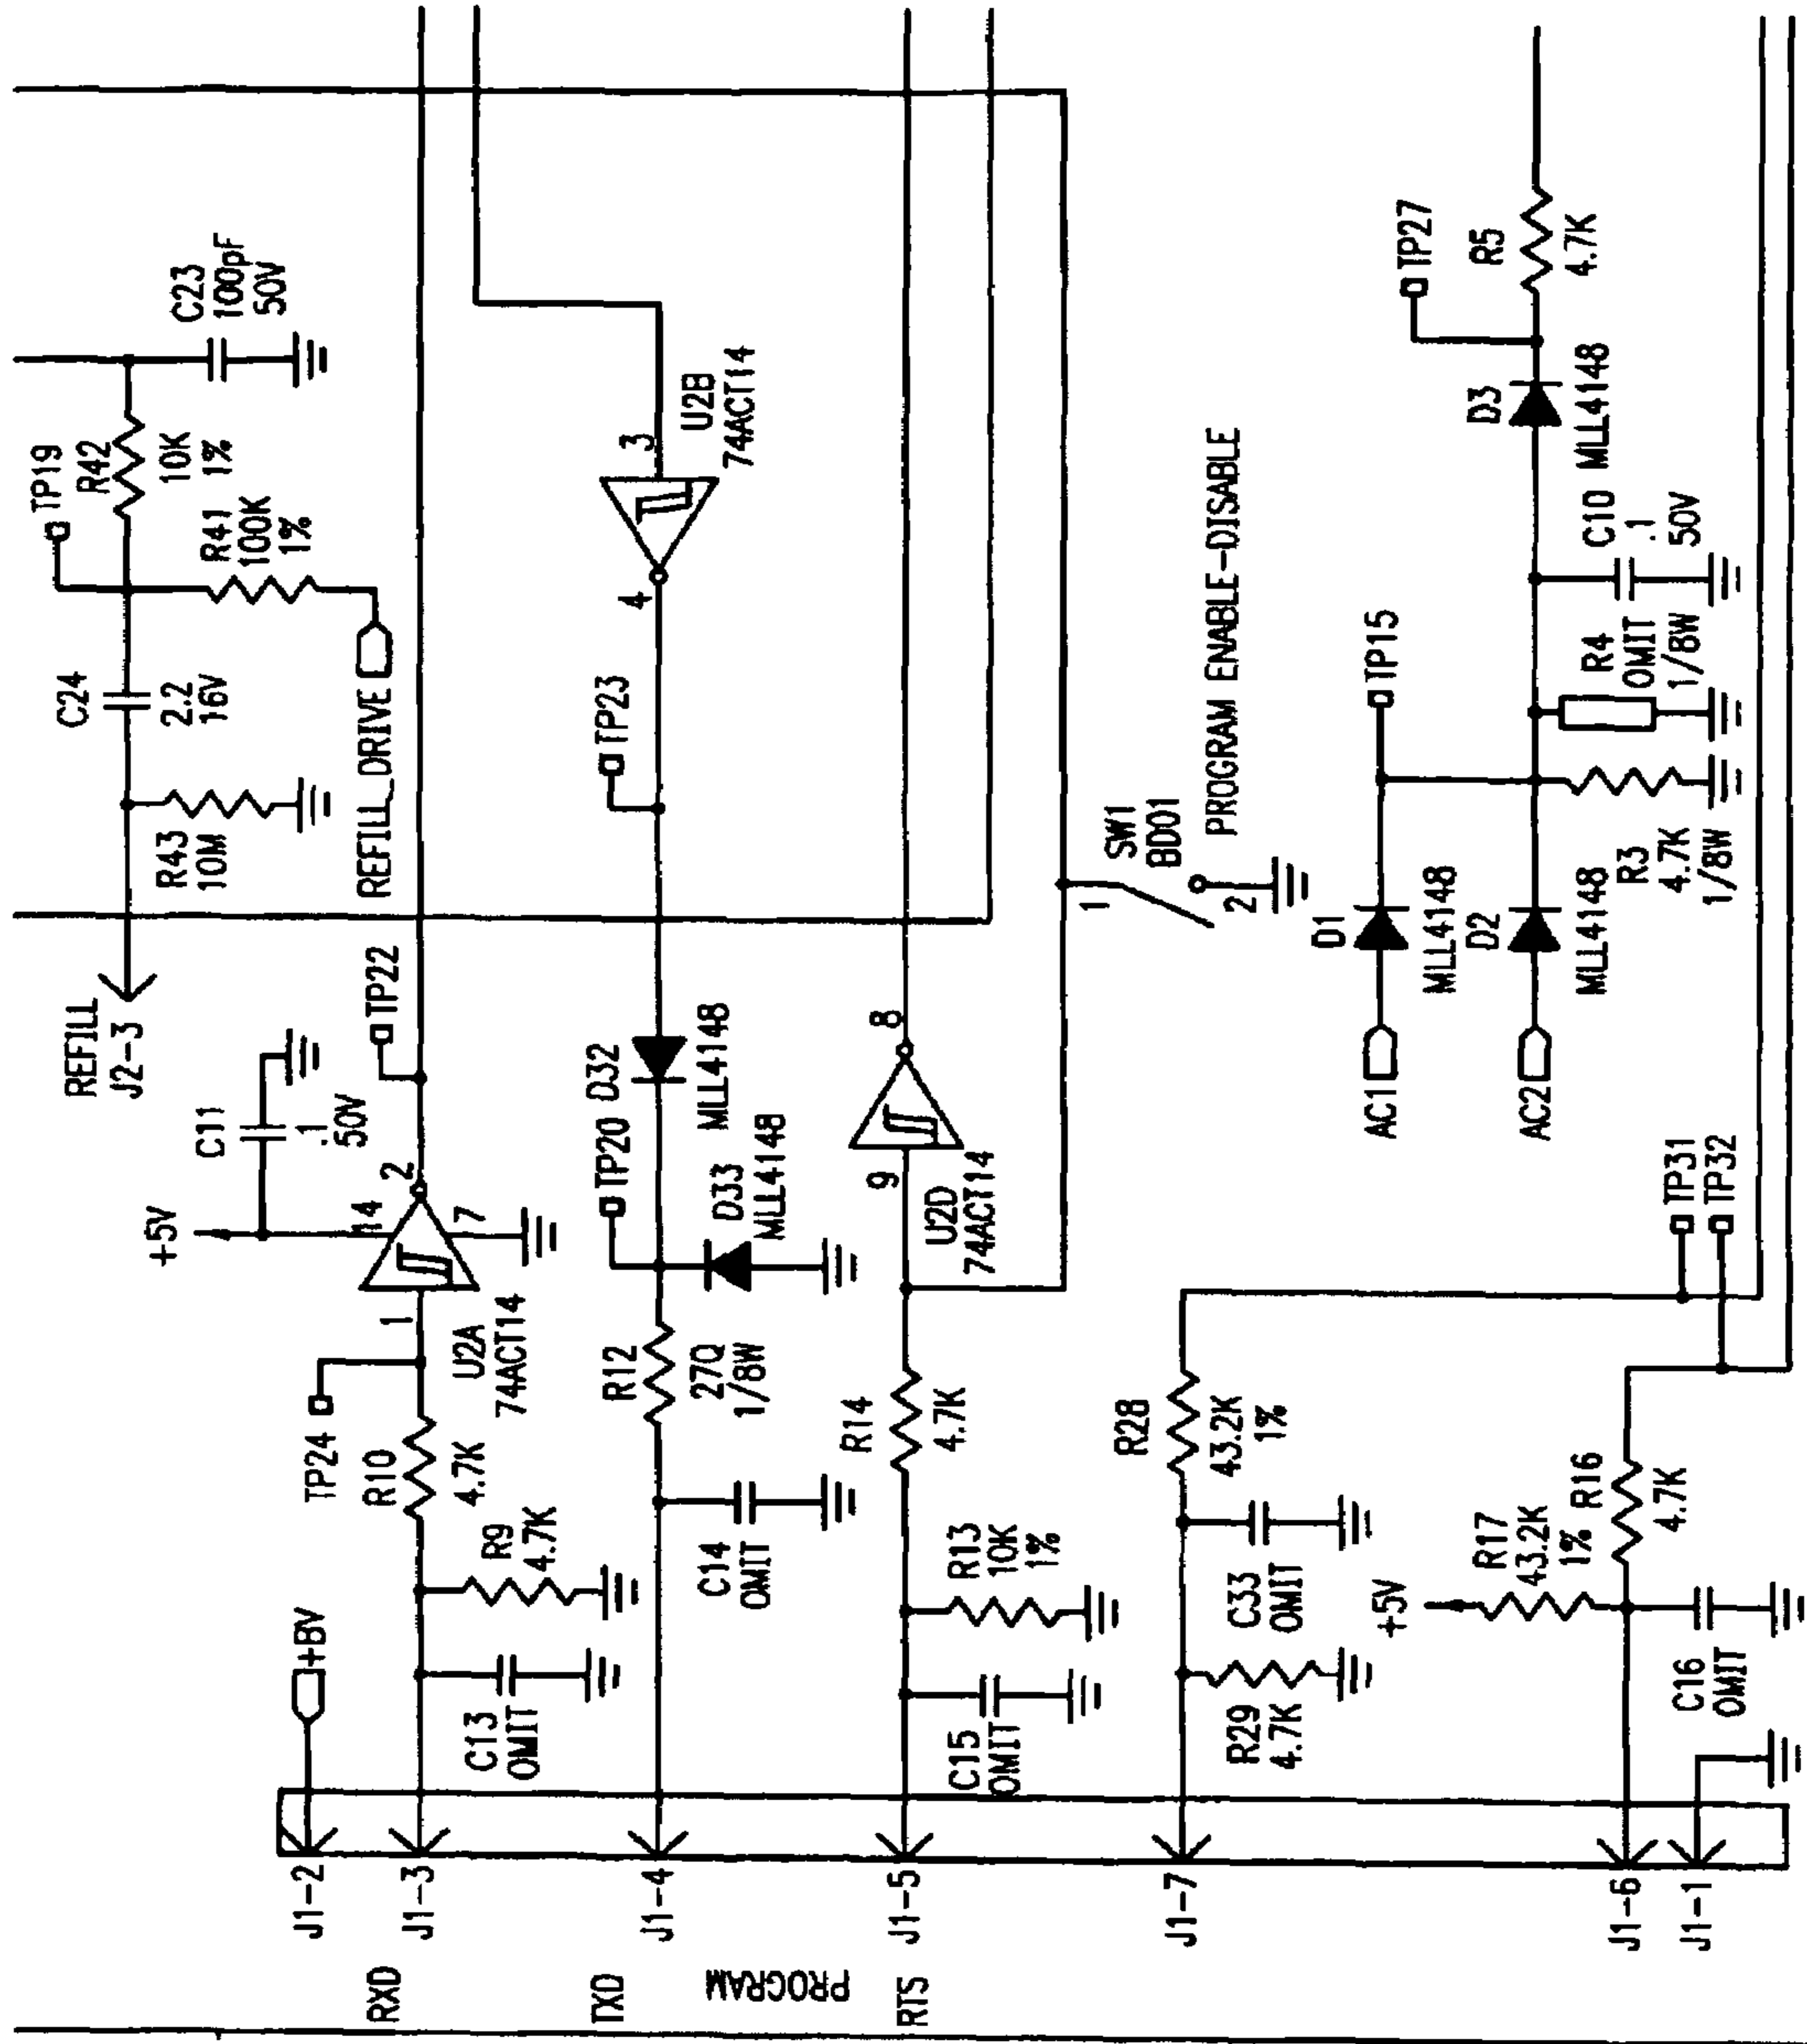 REFILL
J2-3
R43
10M
C24
2.2
16V
TP19
R42
10K
1%
R41
100K
1%
C23
100pF
50V
REFILL_DRIVE
+5V
C11
.1
50V
TP22
14
2
7
1
U2A
74ACT14
TP24
R10
4.7K
R9
4.7K
C13
OMIT
+BV
J1-2
J1-3
RXD
TP23
4
3
U2B
74ACT14
TP20
D32
MLL4148
D33
MLL4148
R12
27Ω
1/8W
C14
OMIT
J1-4
TXD
PROGRAM
8
9
U2D
74ACT14
R14
4.7K
R13
10K
1%
C15
OMIT
J1-5
RTS
1
SW1
BD01
2
PROGRAM ENABLE-DISABLE
R28
43.2K
1%
C33
OMIT
R29
4.7K
J1-7
AC1
D1
MLL4148
TP15
AC2
D2
MLL4148
R3
4.7K
1/8W
R4
OMIT
1/8W
C10
.1
50V
D3
MLL4148
TP27
R5
4.7K
TP31
TP32
+5V
R17
43.2K
1%
R16
4.7K
C16
OMIT
J1-6
J1-1